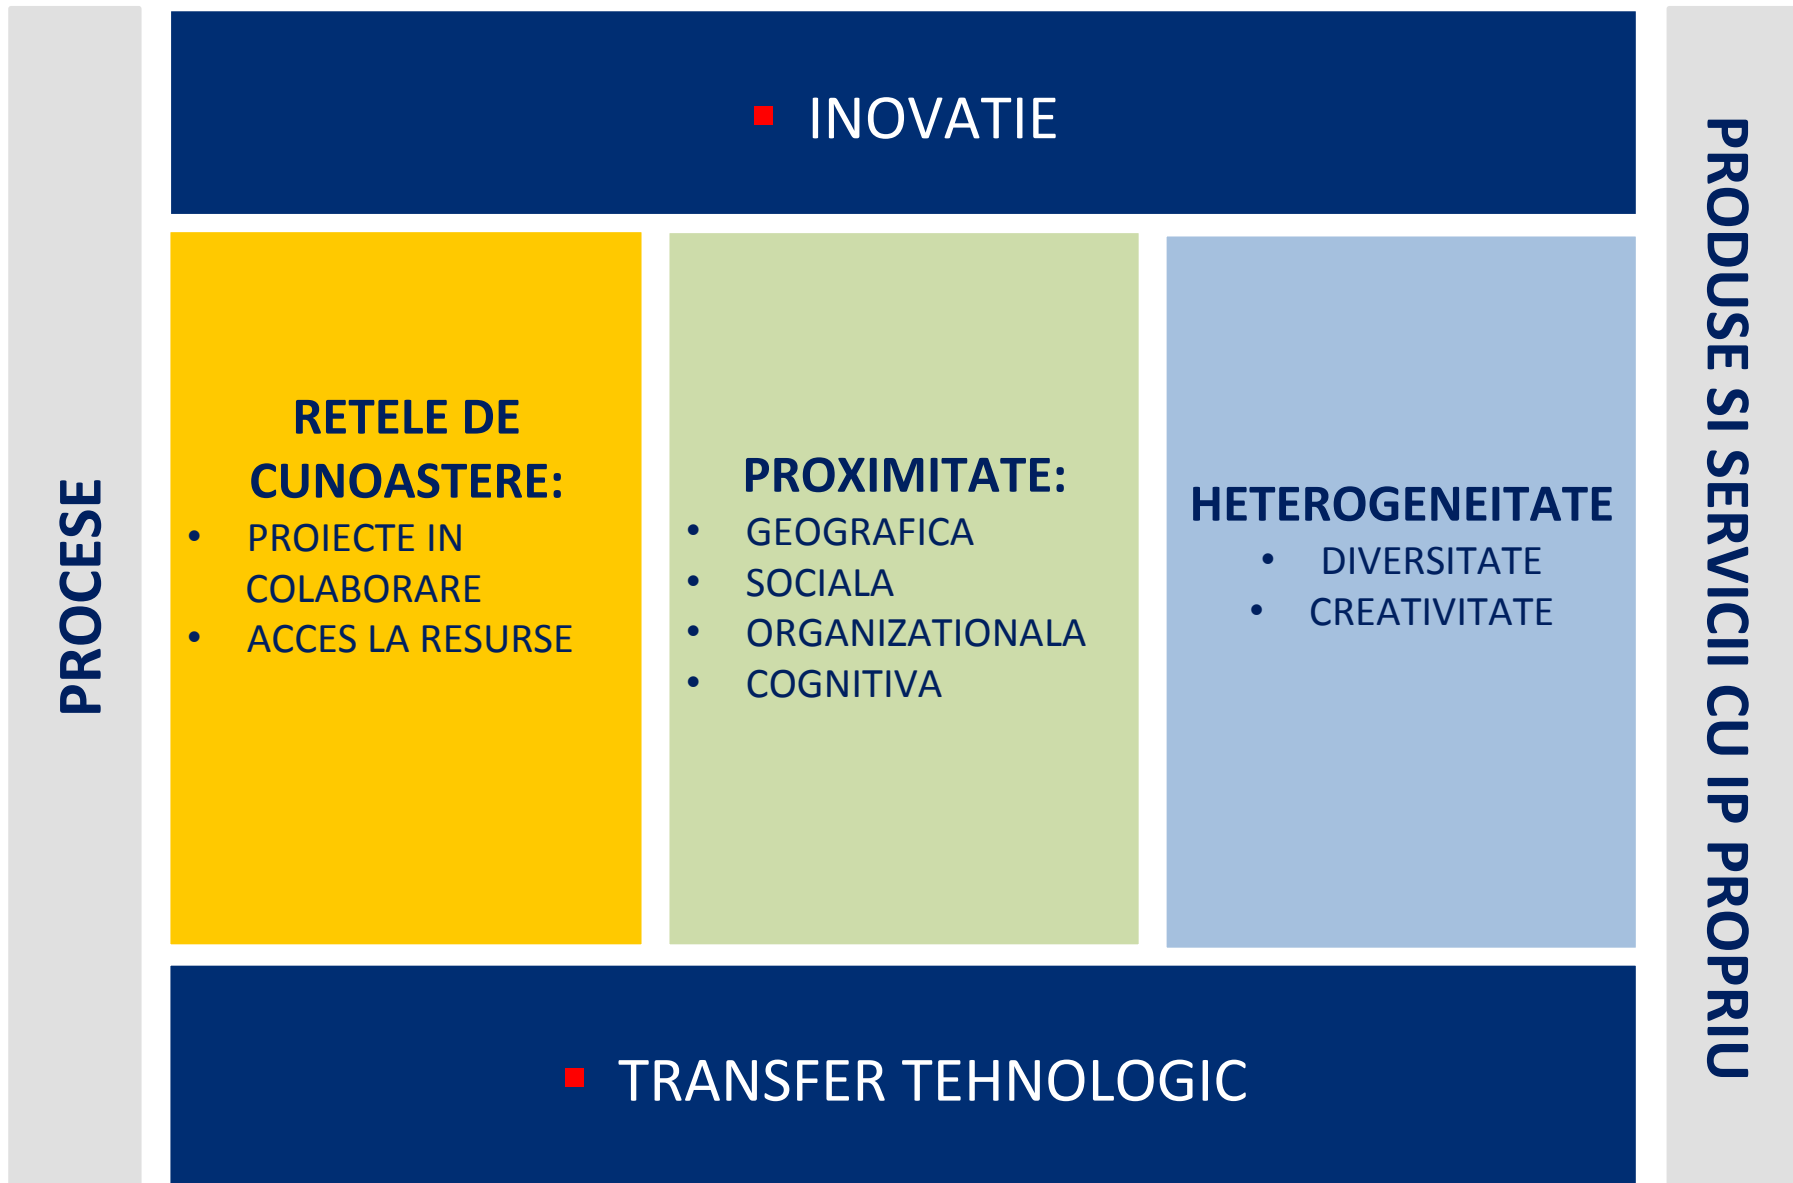 PROCESE
▪ INOVATIE
RETELE DE
CUNOASTERE:
• PROIECTE IN
COLABORARE
• ACCES LA RESURSE
PROXIMITATE:
• GEOGRAFICA
• SOCIALA
• ORGANIZATIONALA
• COGNITIVA
HETEROGENEITATE
• DIVERSITATE
• CREATIVITATE
▪ TRANSFER TEHNOLOGIC
PRODUSE SI SERVICII CU IP PROPRIU